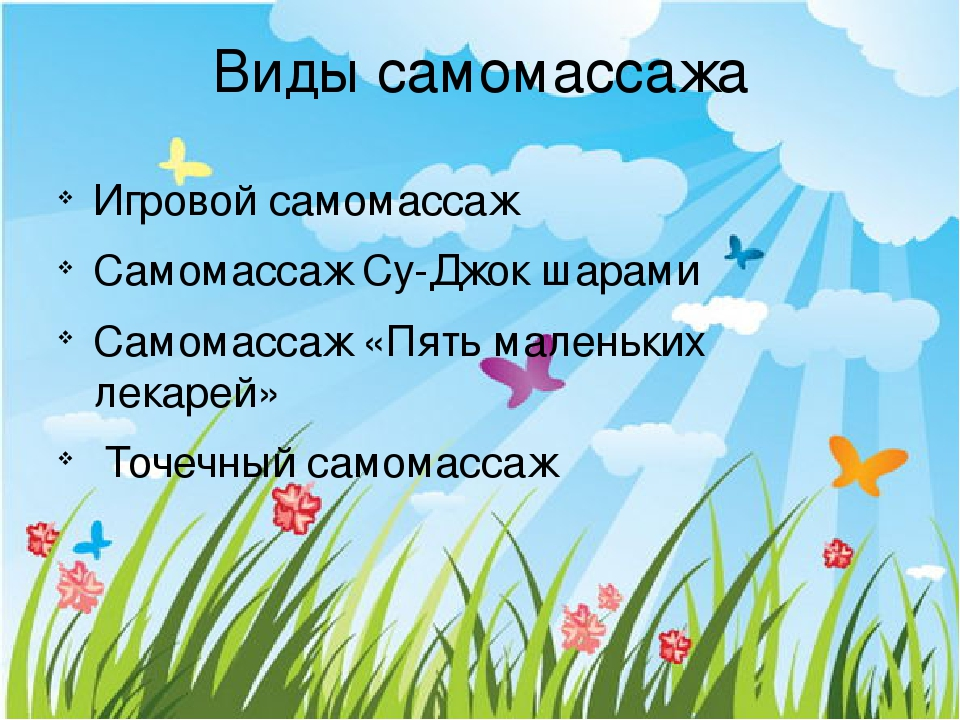 Виды самомассажа
Игровой самомассаж
Самомассаж Су-Джок шарами
Самомассаж «Пять маленьких
лекарей»
Точечный самомассаж